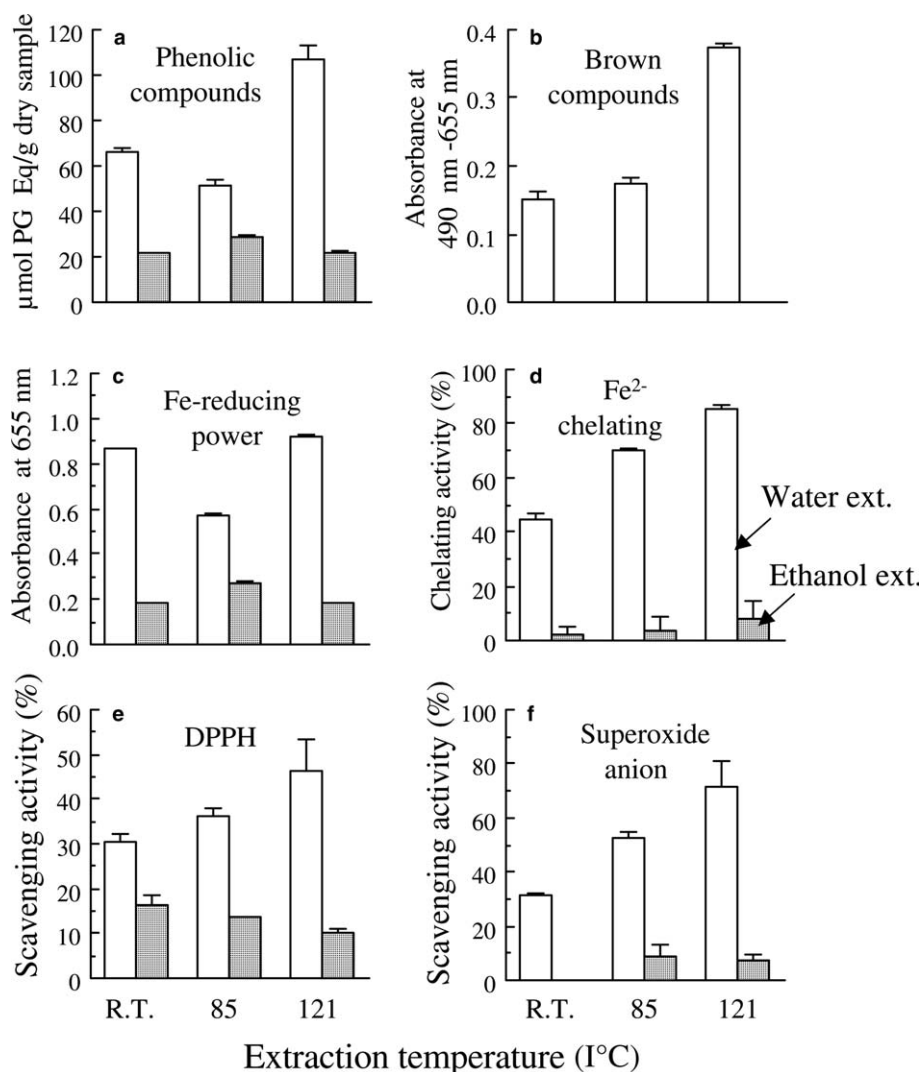 a
Phenolic
compounds
µmol PG Eq/g dry sample
120
100
80
60
40
20
0
b
Brown
compounds
Absorbance at
490 nm -655 nm
0.4
0.3
0.1
0.0
c
Fe-reducing
power
Absorbance at 655 nm
1.2
1.0
0.8
0.6
0.4
0.2
0.0
d
Fe²-
chelating
Chelating activity (%)
100
80
60
40
20
0
Water ext.
Ethanol ext.
e
DPPH
Scavenging activity (%)
60
50
40
30
20
10
0
R.T. 85 121
f
Superoxide
anion
Scavenging activity (%)
100
80
60
40
20
0
R.T. 85 121
Extraction temperature (I°C)